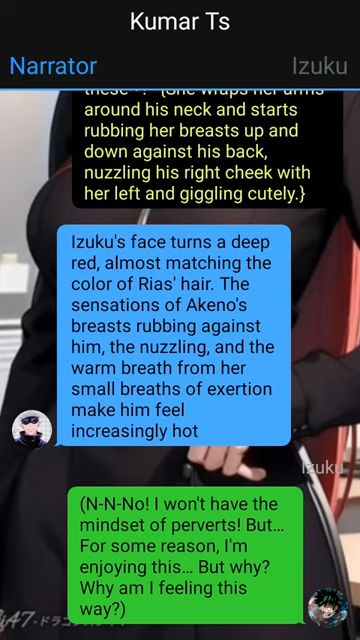 Kumar Ts
Narrator
Izuku
around his neck and starts
rubbing her breasts up and
down against his back,
nuzzling his right cheek with
her left and giggling cutely.}
Izuku's face turns a deep
red, almost matching the
color of Rias' hair. The
sensations of Akeno's
breasts rubbing against
him, the nuzzling, and the
warm breath from her
small breaths of exertion
make him feel
increasingly hot
Izuku
(N-N-No! I won't have the
mindset of perverts! But...
For some reason, I'm
enjoying this... But why?
Why am I feeling this
way?)